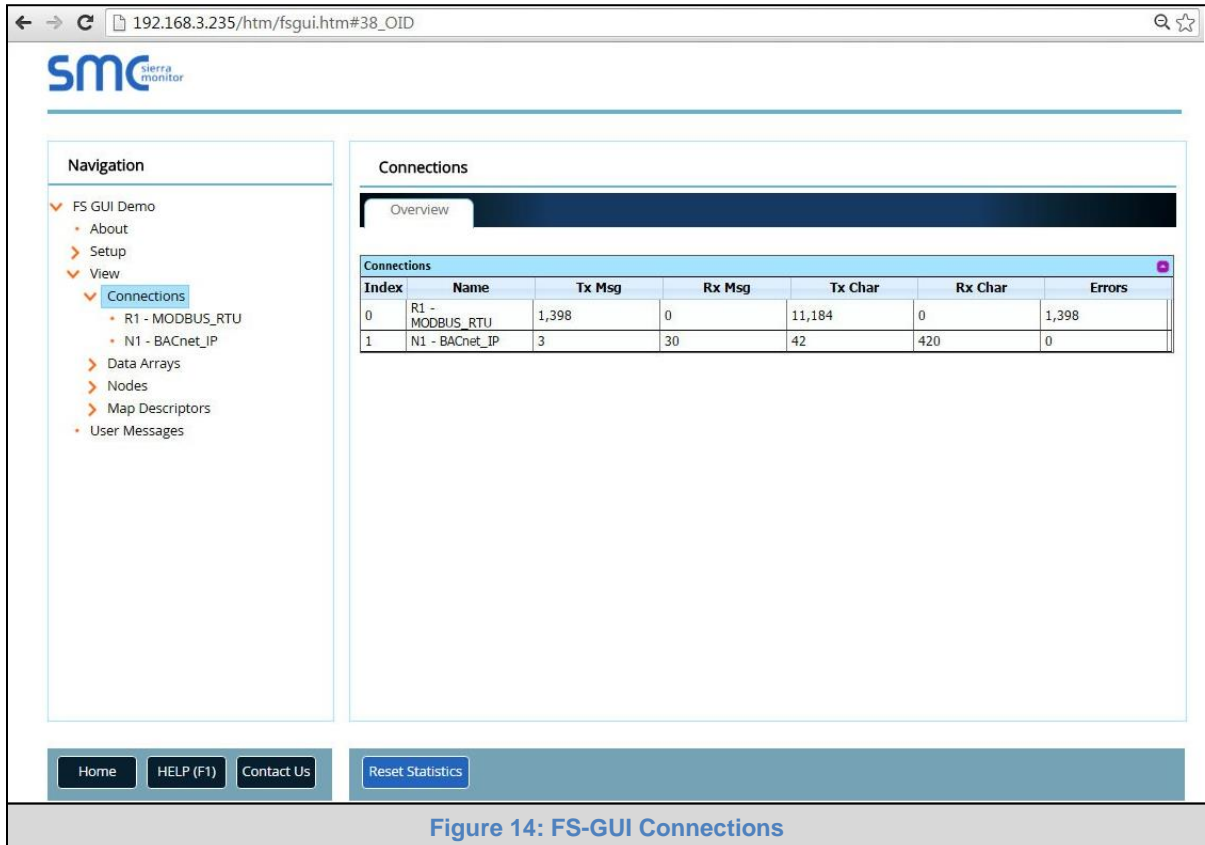 192.168.3.235/htm/fsgui.htm#38_OID
SMC sierra monitor
Navigation
FS GUI Demo
About
Setup
View
Connections
R1 - MODBUS_RTU
N1 - BACnet_IP
Data Arrays
Nodes
Map Descriptors
User Messages
Connections
Overview
Connections
Index Name Tx Msg Rx Msg Tx Char Rx Char Errors
0 R1 - MODBUS_RTU 1,398 0 11,184 0 1,398
1 N1 - BACnet_IP 3 30 42 420 0
Home HELP (F1) Contact Us Reset Statistics
Figure 14: FS-GUI Connections